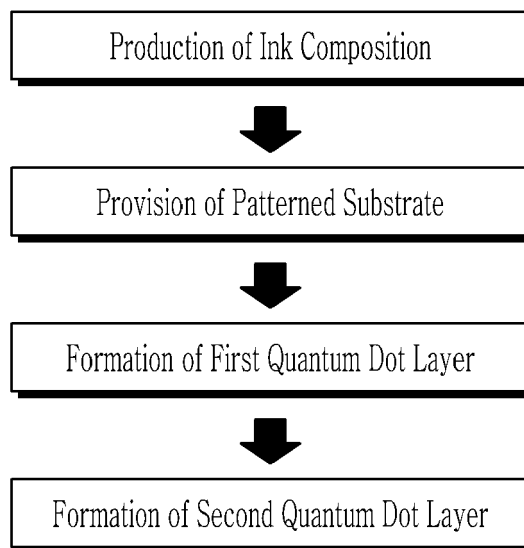 Production of Ink Composition
Provision of Patterned Substrate
Formation of First Quantum Dot Layer
Formation of Second Quantum Dot Layer